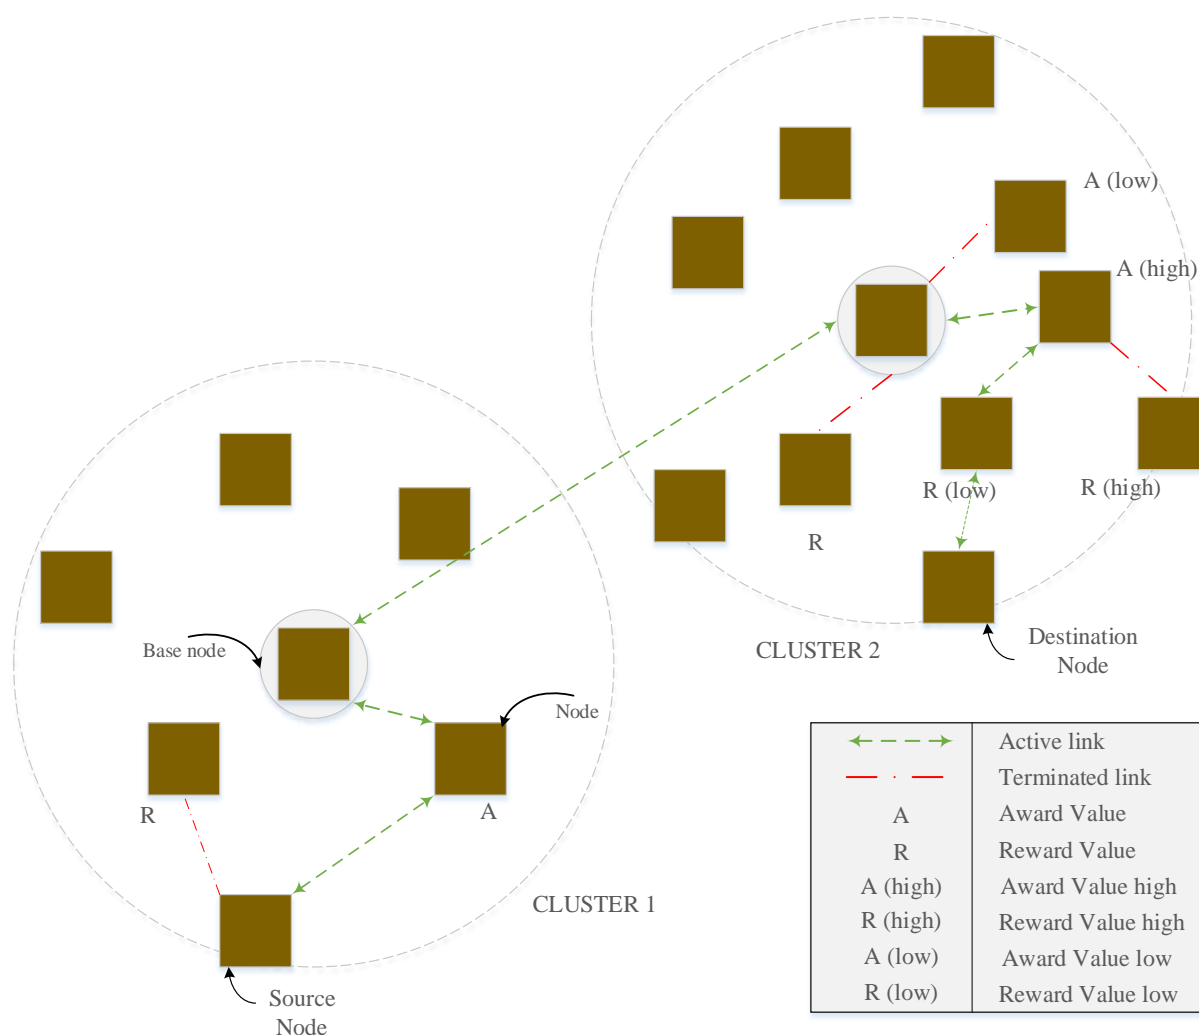 A (low)
A (high)
R (low)
R (high)
R
CLUSTER 2
Destination
Node
Base node
Node
R
A
CLUSTER 1
Source
Node
Active link
Terminated link
A Award Value
R Reward Value
A (high) Award Value high
R (high) Reward Value high
A (low) Award Value low
R (low) Reward Value low